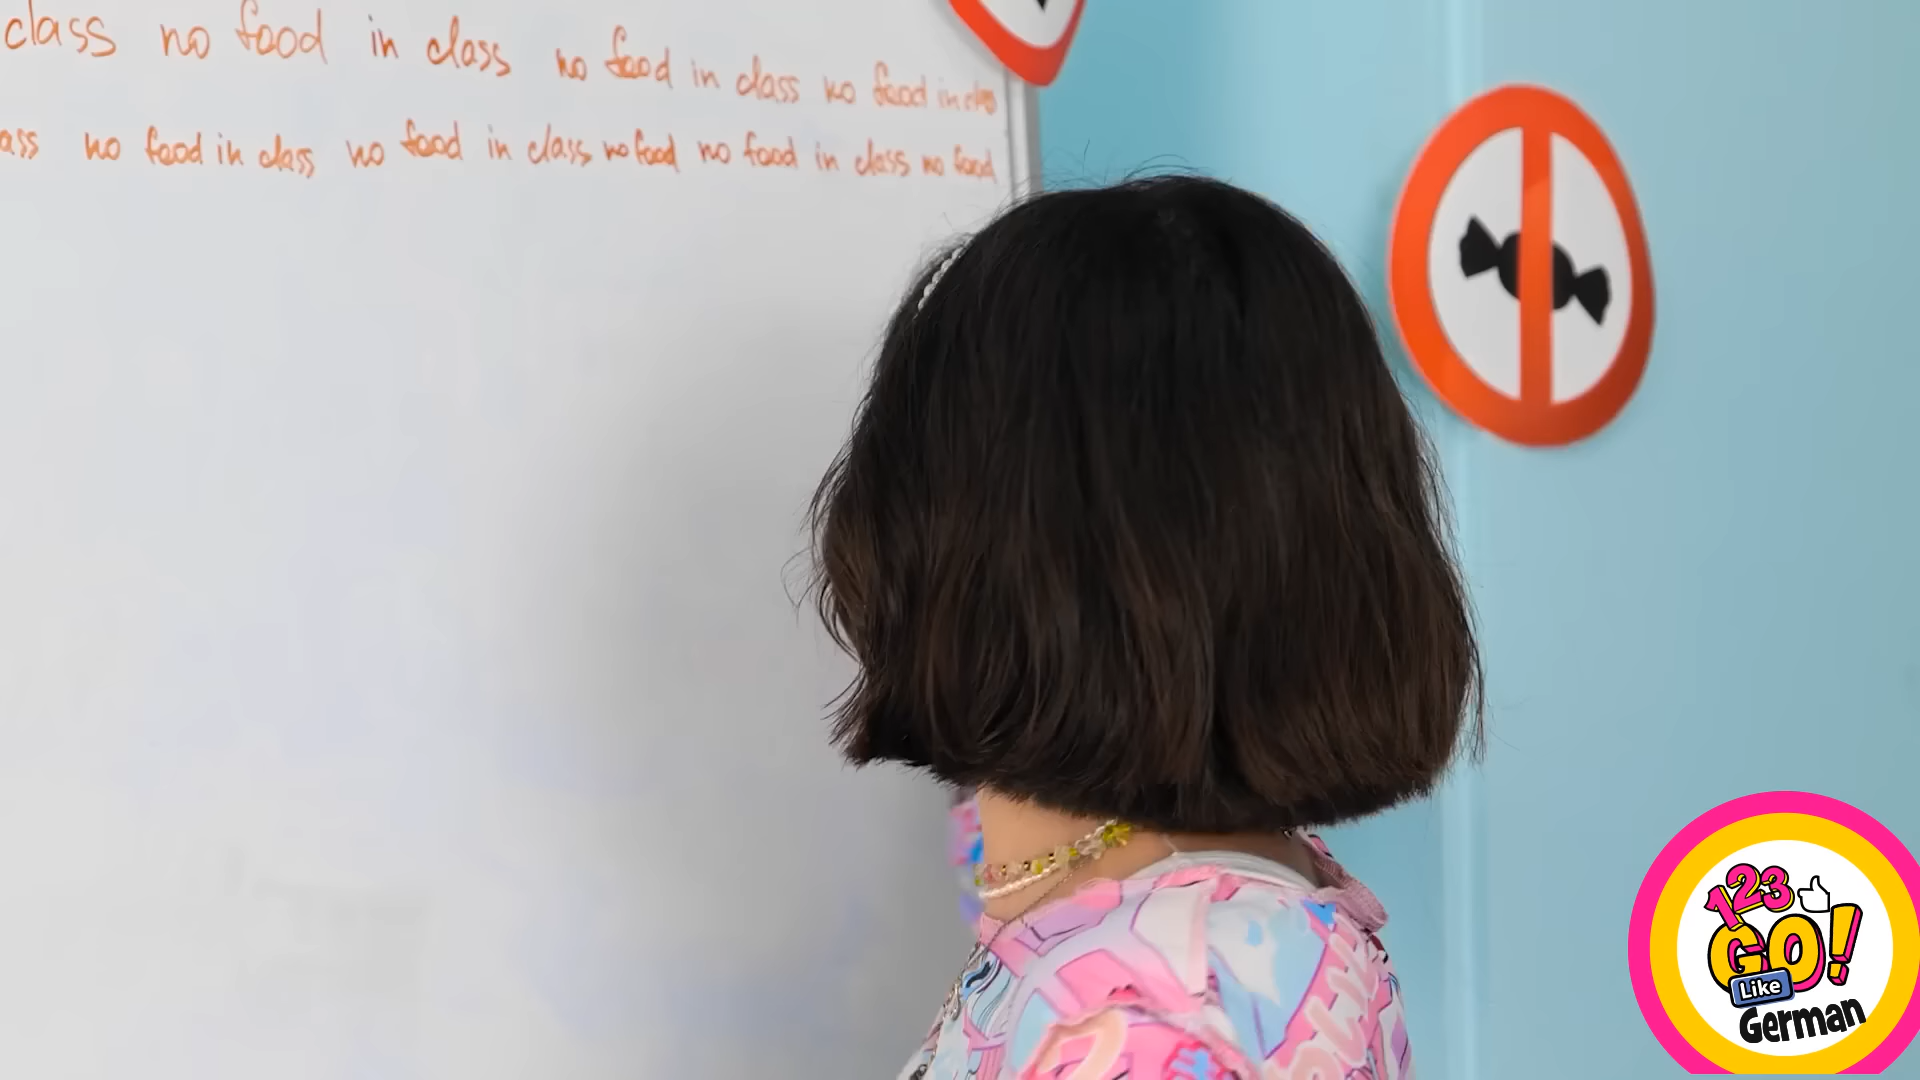 class no food in class no food in class no food in class
ass no food in class no food in class no food no food in class no food
123
GO!
Like
German